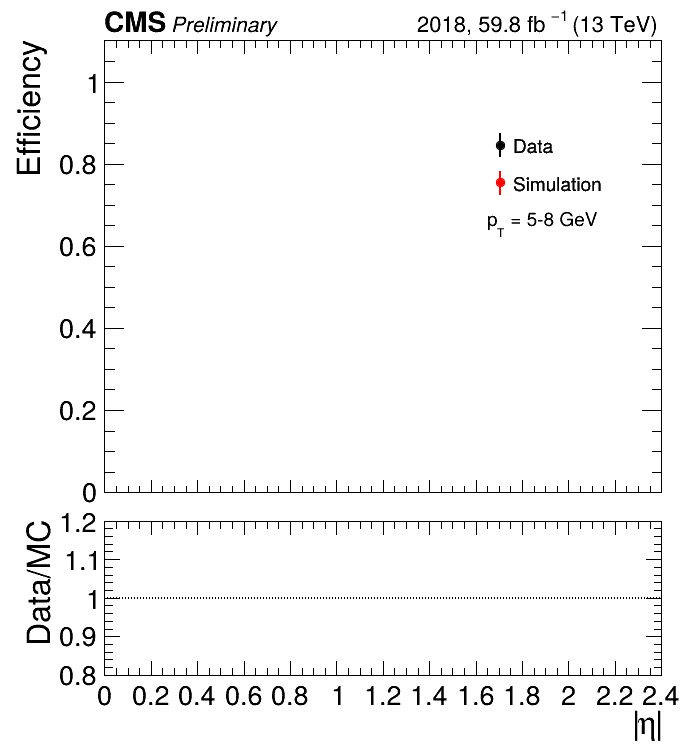 CMS Preliminary 2018, 59.8 fb⁻¹ (13 TeV)
Efficiency
1
0.8
0.6
0.4
0.2
0
Data
Simulation
p_T = 5-8 GeV
Data/MC
1.2
1.1
1
0.9
0.8
0 0.2 0.4 0.6 0.8 1 1.2 1.4 1.6 1.8 2 2.2 2.4
|η|